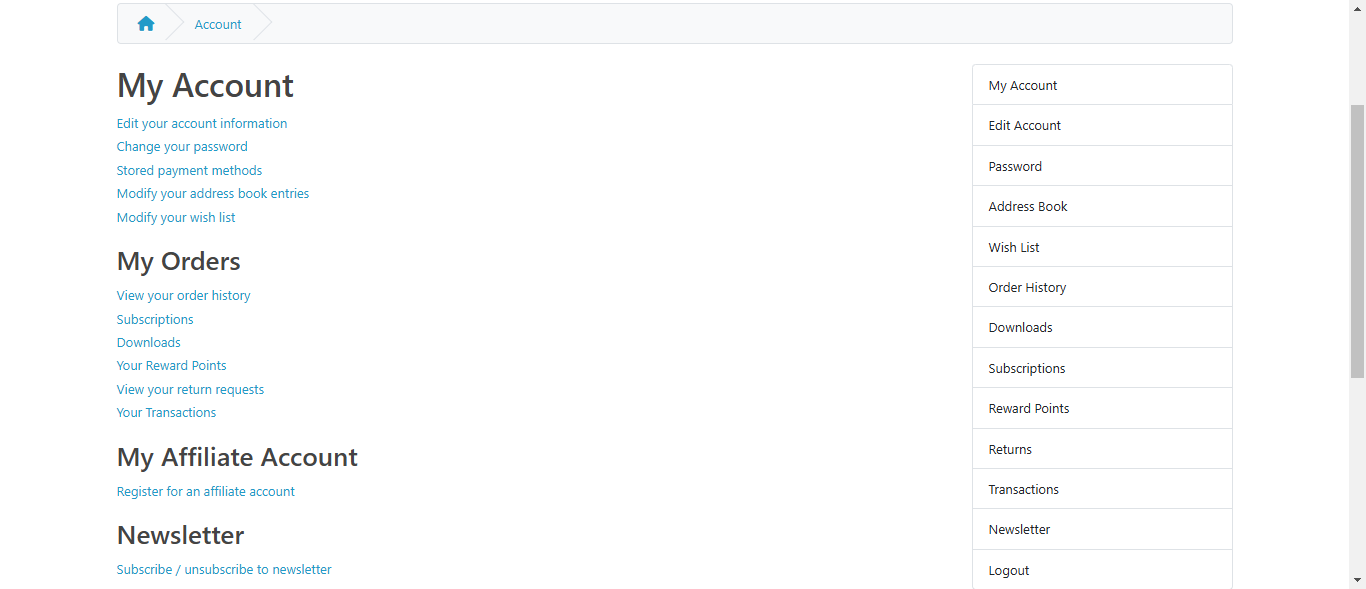 Account
My Account
Edit your account information
Change your password
Stored payment methods
Modify your address book entries
Modify your wish list
My Orders
View your order history
Subscriptions
Downloads
Your Reward Points
View your return requests
Your Transactions
My Affiliate Account
Register for an affiliate account
Newsletter
Subscribe / unsubscribe to newsletter
My Account
Edit Account
Password
Address Book
Wish List
Order History
Downloads
Subscriptions
Reward Points
Returns
Transactions
Newsletter
Logout